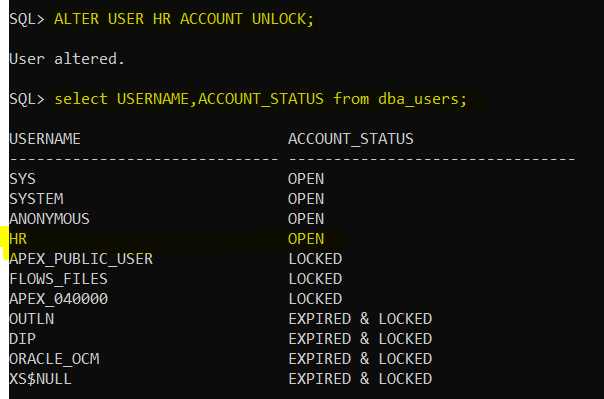 SQL> ALTER USER HR ACCOUNT UNLOCK;
User altered.
SQL> select USERNAME,ACCOUNT_STATUS from dba_users;
USERNAME                       ACCOUNT_STATUS
------------------------------ --------------------------------
SYS                            OPEN
SYSTEM                         OPEN
ANONYMOUS                      OPEN
HR                             OPEN
APEX_PUBLIC_USER               LOCKED
FLOWS_FILES                    LOCKED
APEX_040000                    LOCKED
OUTLN                          EXPIRED & LOCKED
DIP                            EXPIRED & LOCKED
ORACLE_OCM                     EXPIRED & LOCKED
XS$NULL                        EXPIRED & LOCKED